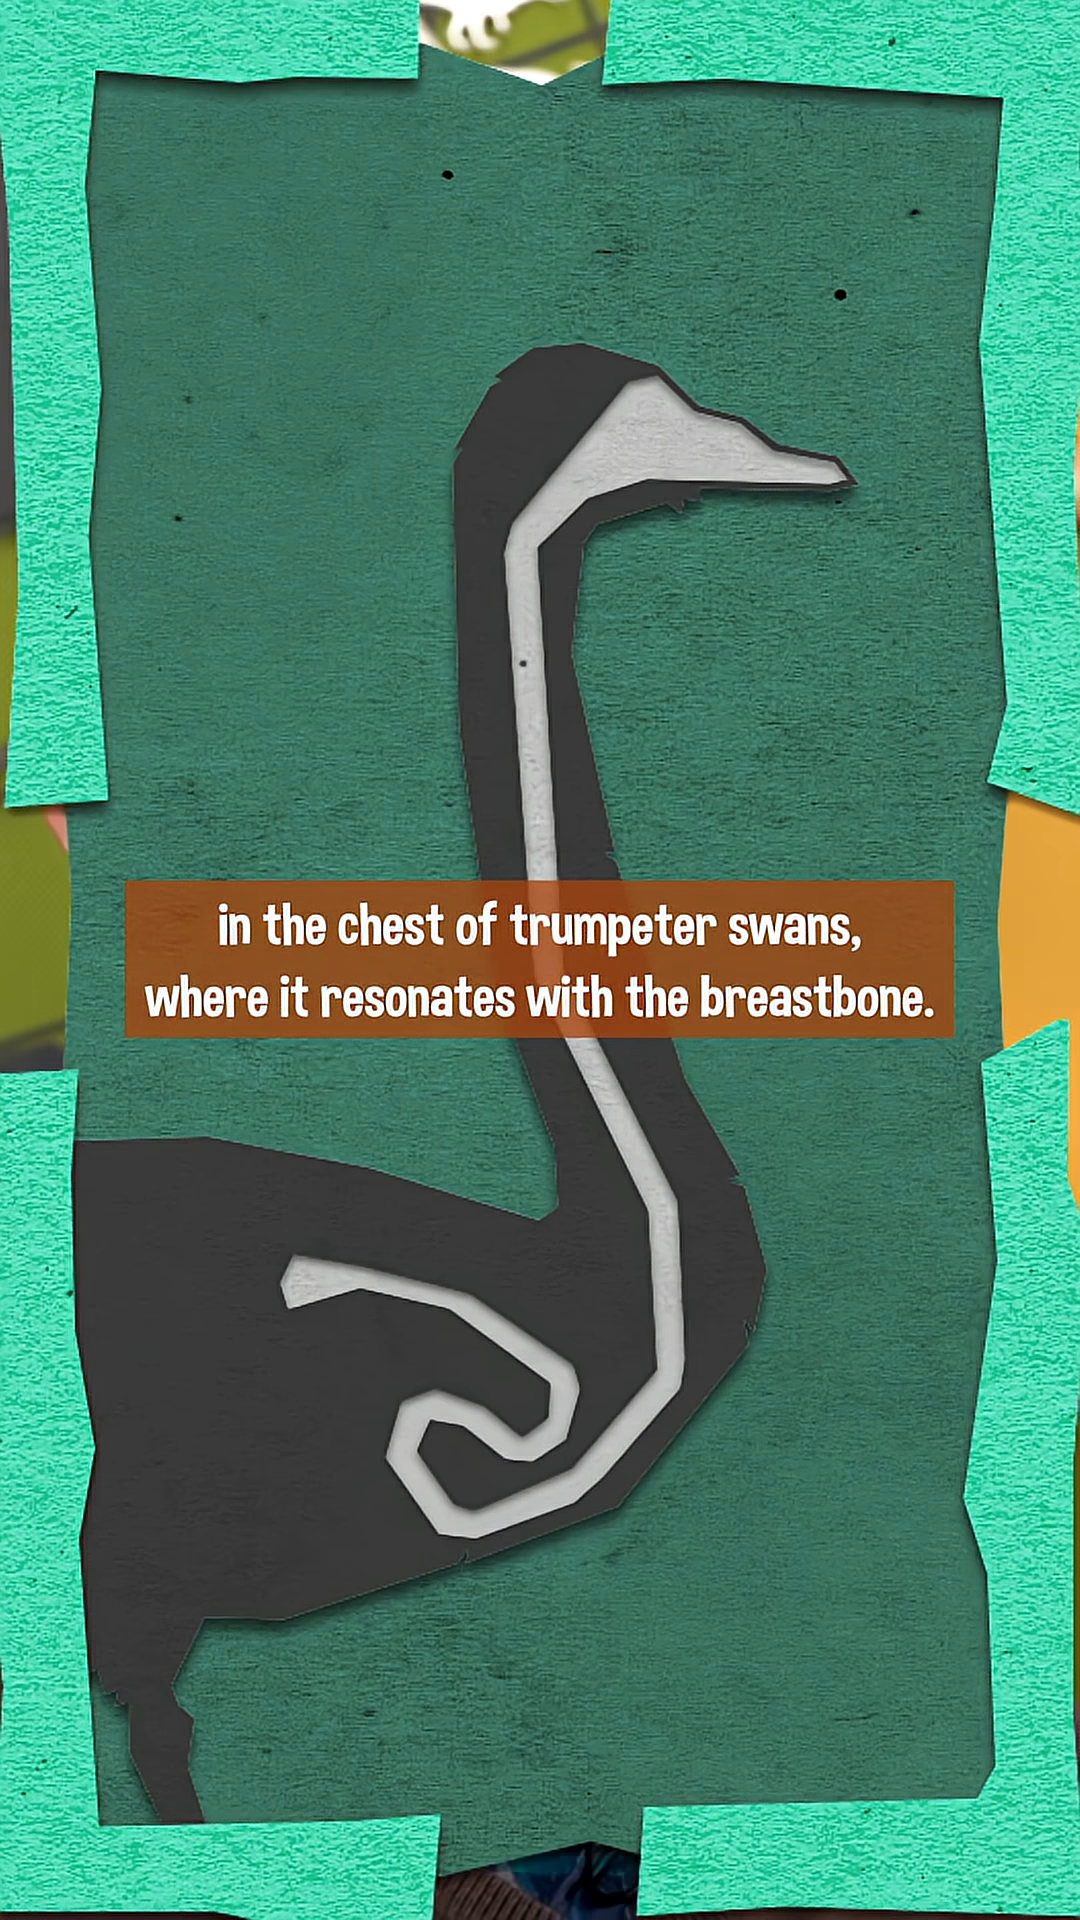 in the chest of trumpeter swans,
where it resonates with the breastbone.